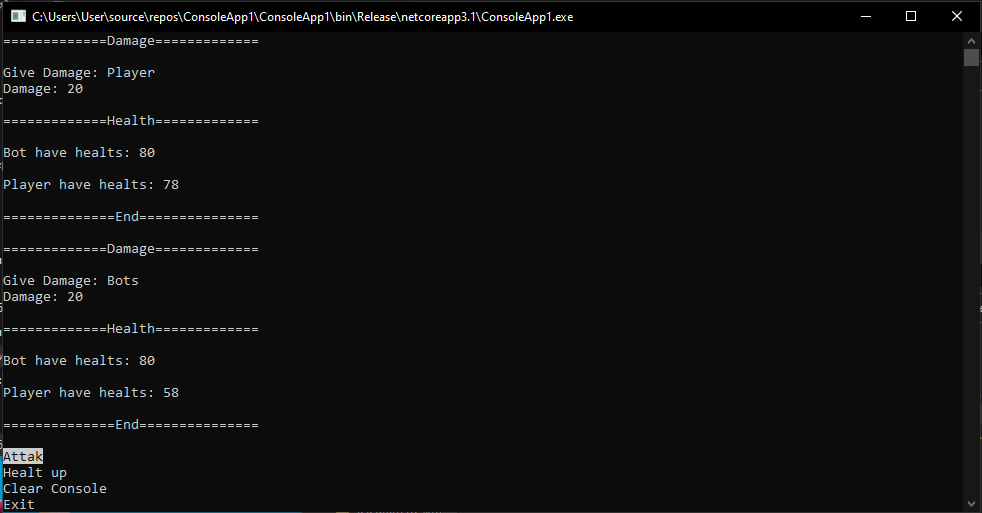 C:\Users\User\source\repos\ConsoleApp1\ConsoleApp1\bin\Release\netcoreapp3.1\ConsoleApp1.exe
=============Damage=============
Give Damage: Player
Damage: 20
=============Health=============
Bot have healts: 80
Player have healts: 78
==============End===============
=============Damage=============
Give Damage: Bots
Damage: 20
=============Health=============
Bot have healts: 80
Player have healts: 58
==============End===============
Attak
Healt up
Clear Console
Exit